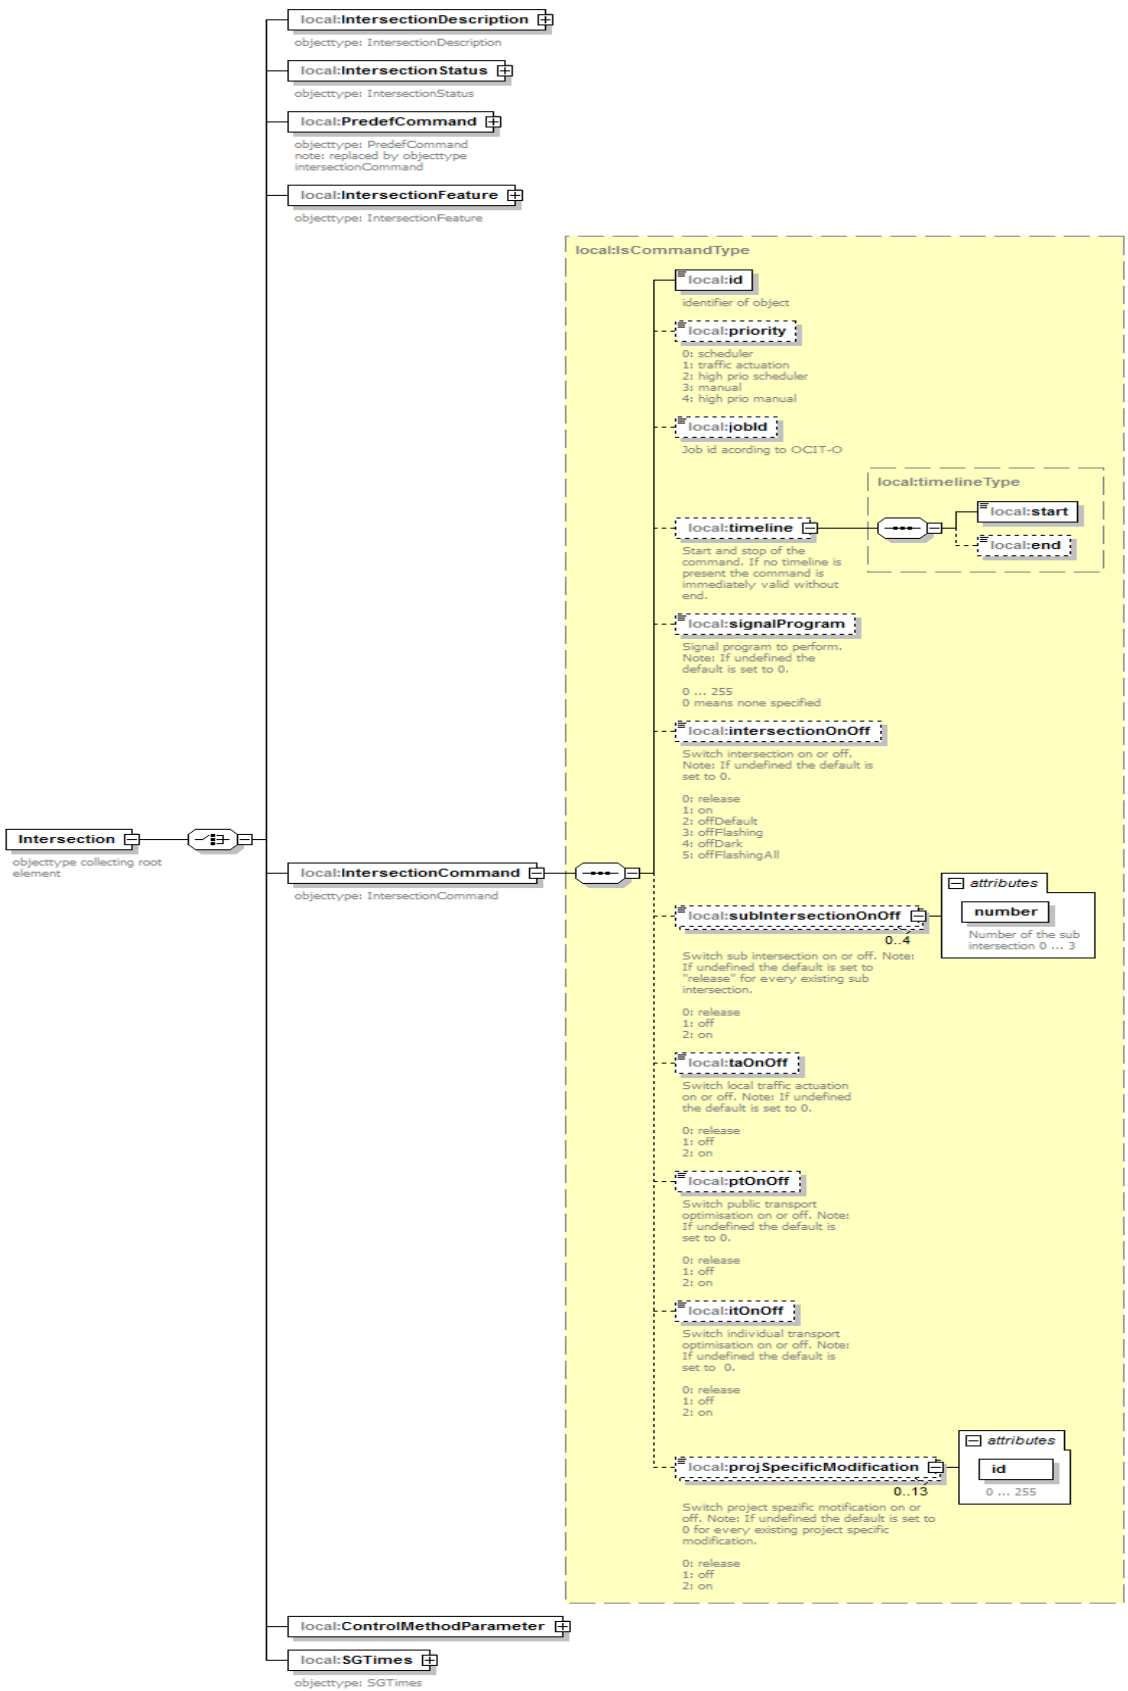 local:IntersectionDescription
objecttype: IntersectionDescription
local:IntersectionStatus
objecttype: IntersectionStatus
local:PredefCommand
objecttype: PredefCommand
note: replaced by objecttype
intersectionCommand
local:IntersectionFeature
objecttype: IntersectionFeature
local:IsCommandType
local:id
identifier of object
local:priority
0: scheduler
1: traffic actuation
2: high prio scheduler
3: manual
4: high prio manual
local:jobId
Job id acording to OCIT-O
local:timelineType
local:timeline
local:start
local:end
Start and stop of the
command. If no timeline is
present the command is
immediately valid without
end.
local:signalProgram
Signal program to perform.
Note: If undefined the
default is set to 0.
0 ... 255
0 means none specified
local:intersectionOnOff
Switch intersection on or off.
Note: If undefined the default is
set to 0.
0: release
1: on
2: offDefault
3: offFlashing
4: offDark
5: offFlashingAll
Intersection
objecttype collecting root
element
local:IntersectionCommand
objecttype: IntersectionCommand
local:subIntersectionOnOff
0..4
attributes
number
Number of the sub
intersection 0 ... 3
Switch sub intersection on or off. Note:
If undefined the default is set to
"release" for every existing sub
intersection.
0: release
1: off
2: on
local:taOnOff
Switch local traffic actuation
on or off. Note: If undefined
the default is set to 0.
0: release
1: off
2: on
local:ptOnOff
Switch public transport
optimisation on or off. Note:
If undefined the default is
set to 0.
0: release
1: off
2: on
local:itOnOff
Switch individual transport
optimisation on or off. Note:
If undefined the default is
set to  0.
0: release
1: off
2: on
local:projSpecificModification
0..13
attributes
id
0 ... 255
Switch project spezific motification on or
off. Note: If undefined the default is set to
0 for every existing project specific
modification.
0: release
1: off
2: on
local:ControlMethodParameter
local:SGTimes
objecttype: SGTimes